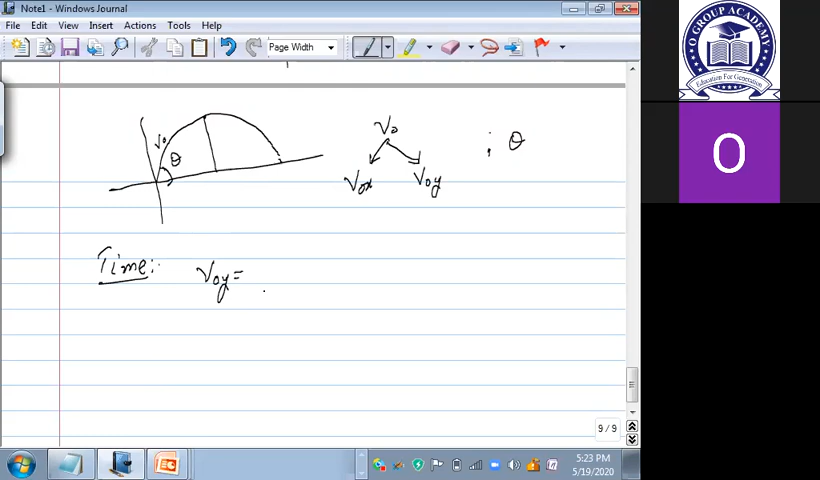 Note1 - Windows Journal
File Edit View Insert Actions Tools Help
Page Width
V₀
θ
V₀
; θ
V₀ₓ
V₀y
Time:
V₀y=
9 / 9
5:23 PM
5/19/2020
O GROUP ACADEMY
Education For Generation
O